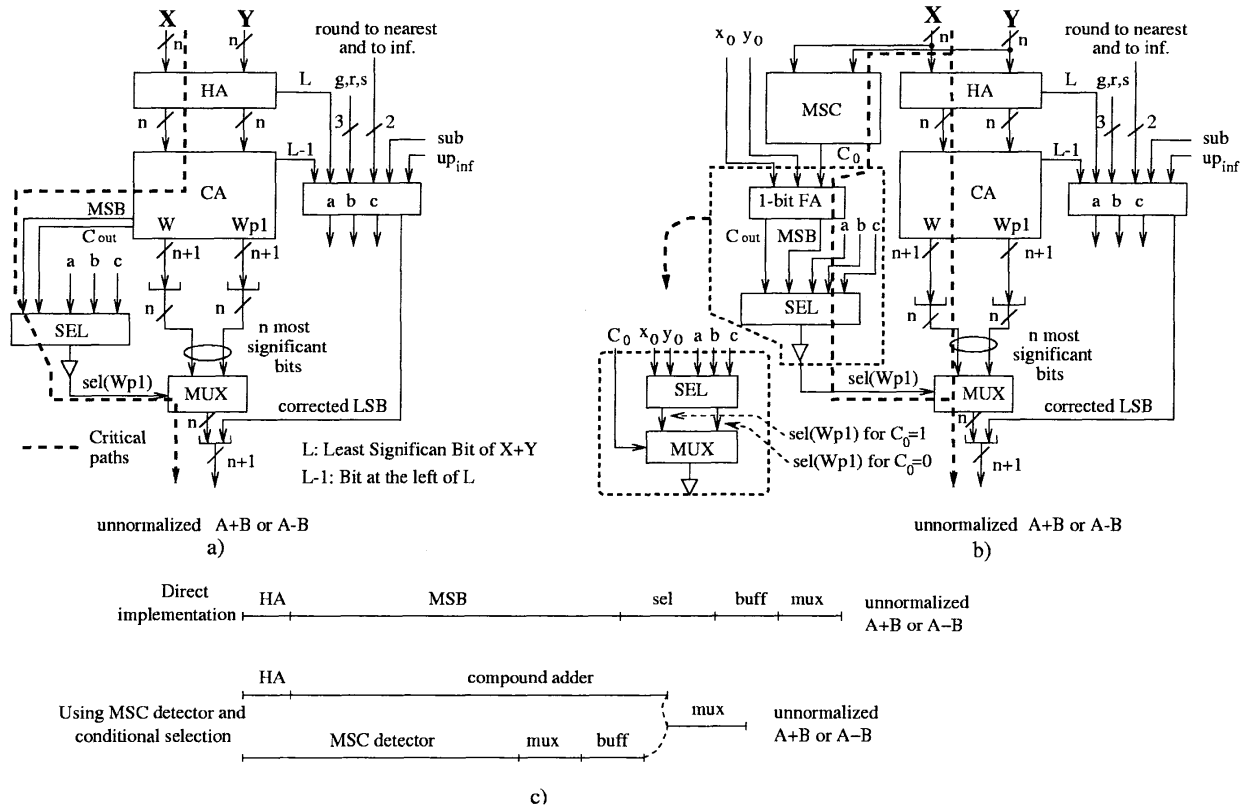 X Y
n n
round to nearest
and to inf.
HA
L
g,r,s
n n
3 2
sub
up_inf
L-1
CA
a b c
MSB
W Wp1
C_out
n+1 n+1
a b c
n n
SEL
n most
significant
bits
sel(Wp1)
MUX
n
corrected LSB
n+1
Critical
paths
L: Least Significan Bit of X+Y
L-1: Bit at the left of L
unnormalized A+B or A-B
a)
X Y
x_0 y_0
n n
round to nearest
and to inf.
MSC
HA
L
g,r,s
n n
3 2
sub
up_inf
C_0
L-1
1-bit FA
CA
a b c
C_out
MSB
a b c
W Wp1
n+1 n+1
SEL
n n
n most
significant
bits
C_0 x_0 y_0 a b c
sel(Wp1)
SEL
MUX
n
corrected LSB
MUX
sel(Wp1) for C_0=1
sel(Wp1) for C_0=0
n+1
unnormalized A+B or A-B
b)
Direct
implementation
HA MSB sel buff mux
unnormalized
A+B or A−B
HA compound adder
Using MSC detector and
conditional selection
mux
unnormalized
A+B or A−B
MSC detector mux buff
c)